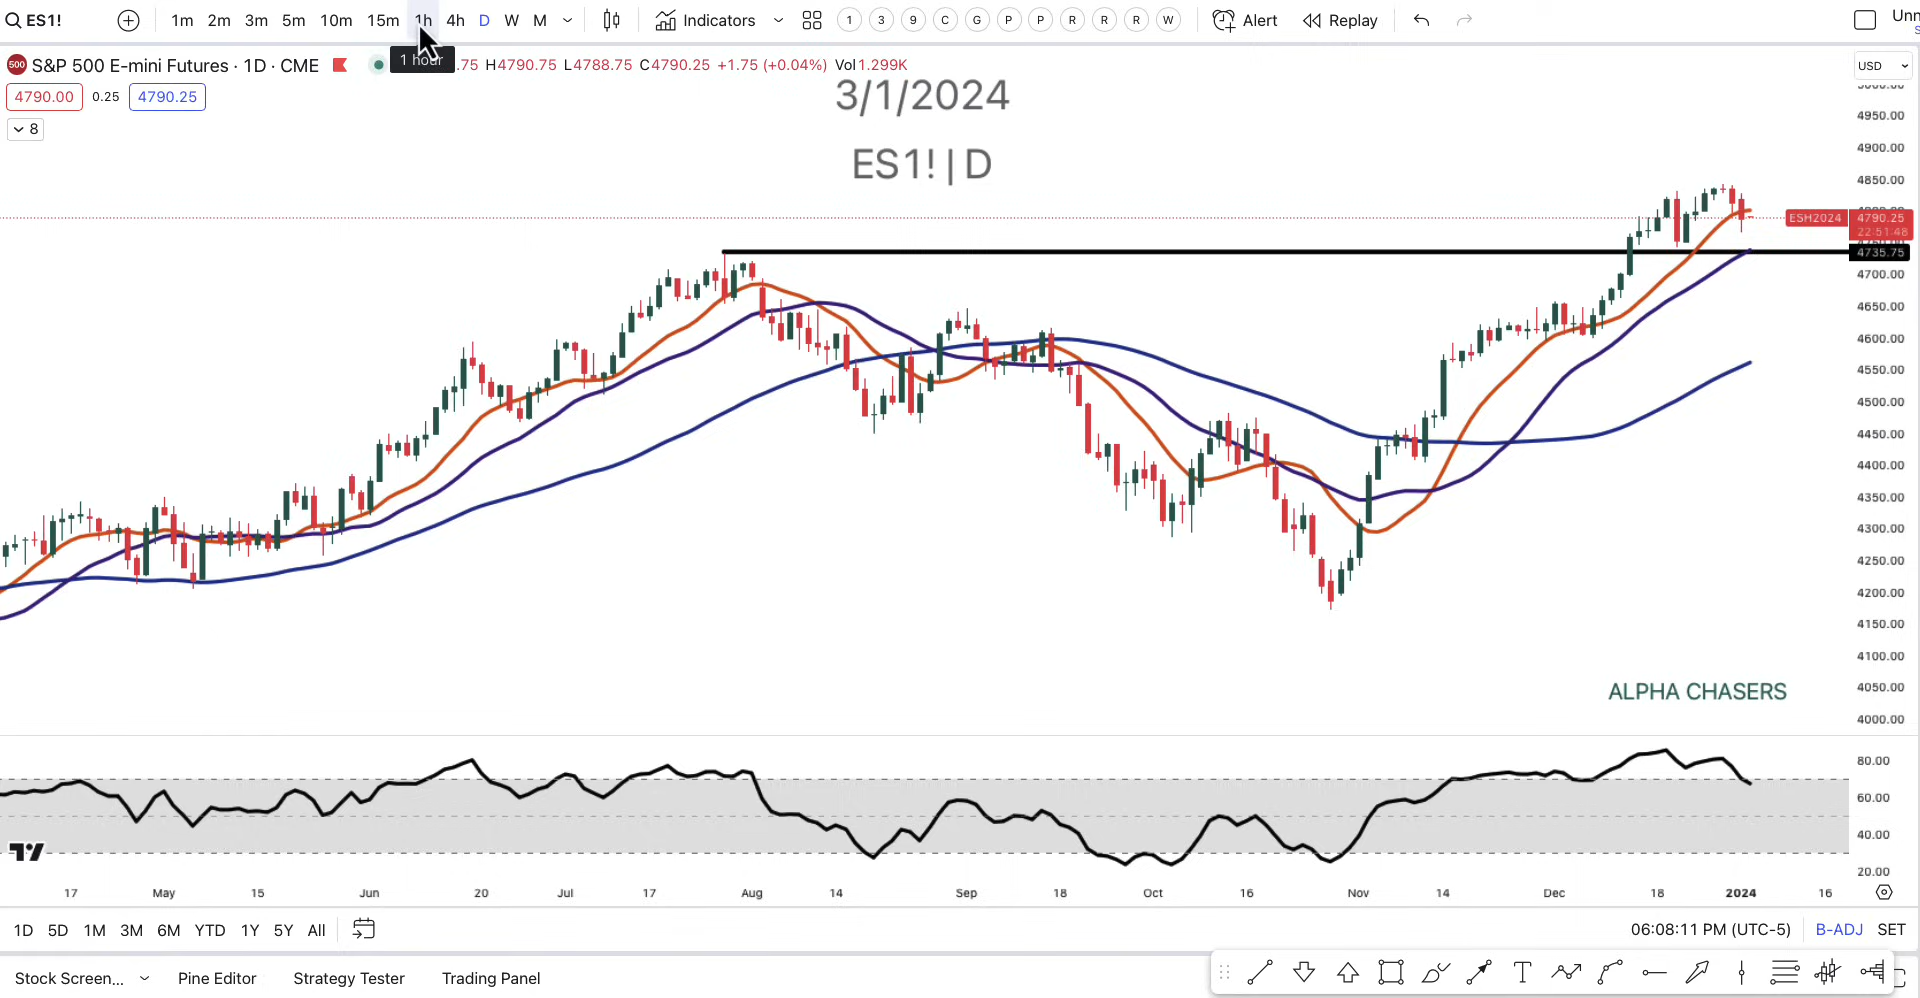 ES1! 1m 2m 3m 5m 10m 15m 1h 4h D W M Indicators 1 3 9 C G P P R R R W Alert Replay Unn
500 S&P 500 E-mini Futures · 1D · CME .75 H4790.75 L4788.75 C4790.25 +1.75 (+0.04%) Vol1.299K USD
1 hour
4790.00 0.25 4790.25
8
3/1/2024
ES1! | D
4950.00
4900.00
4850.00
ESH2024 4790.25
22:51:48
4735.75
4700.00
4650.00
4600.00
4550.00
4500.00
4450.00
4400.00
4350.00
4300.00
4250.00
4200.00
4150.00
4100.00
4050.00
4000.00
ALPHA CHASERS
80.00
60.00
40.00
20.00
17 May 15 Jun 20 Jul 17 Aug 14 Sep 18 Oct 16 Nov 14 Dec 18 2024 16
1D 5D 1M 3M 6M YTD 1Y 5Y All 06:08:11 PM (UTC-5) B-ADJ SET
Stock Screen... Pine Editor Strategy Tester Trading Panel